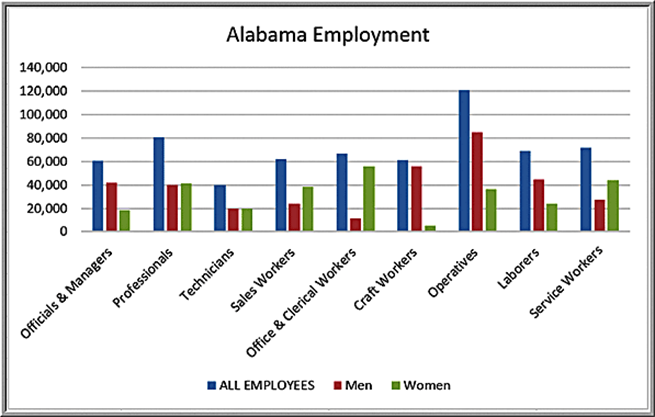 Alabama Employment
140,000
120,000
100,000
80,000
60,000
40,000
20,000
0
Officials & Managers
Professionals
Technicians
Sales Workers
Office & Clerical Workers
Craft Workers
Operatives
Laborers
Service Workers
ALL EMPLOYEES Men Women